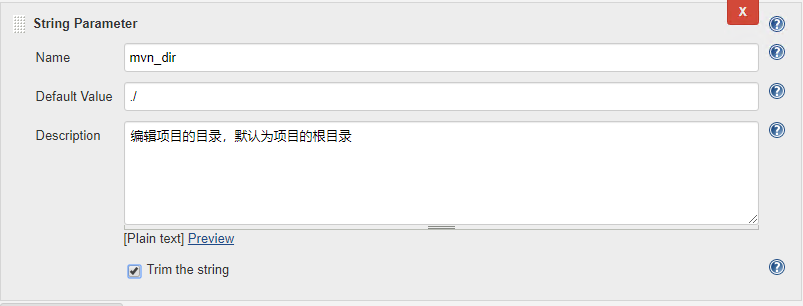 String Parameter
X
Name
mvn_dir
Default Value
./
Description
编辑项目的目录，默认为项目的根目录
[Plain text] Preview
Trim the string